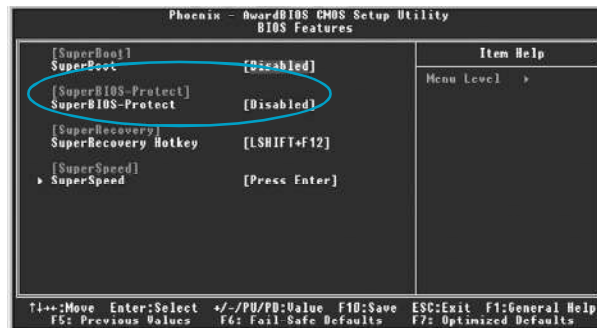 Phoenix - AwardBIOS CMOS Setup Utility
BIOS Features
[SuperBoot]
SuperBoot [Disabled]
[SuperBIOS-Protect]
SuperBIOS-Protect [Disabled]
[SuperRecovery]
SuperRecovery Hotkey [LSHIFT+F12]
[SuperSpeed]
▸ SuperSpeed [Press Enter]
Item Help
Menu Level ▸
↑↓→←:Move Enter:Select +/-/PU/PD:Value F10:Save ESC:Exit F1:General Help
F5: Previous Values F6: Fail-Safe Defaults F7: Optimized Defaults